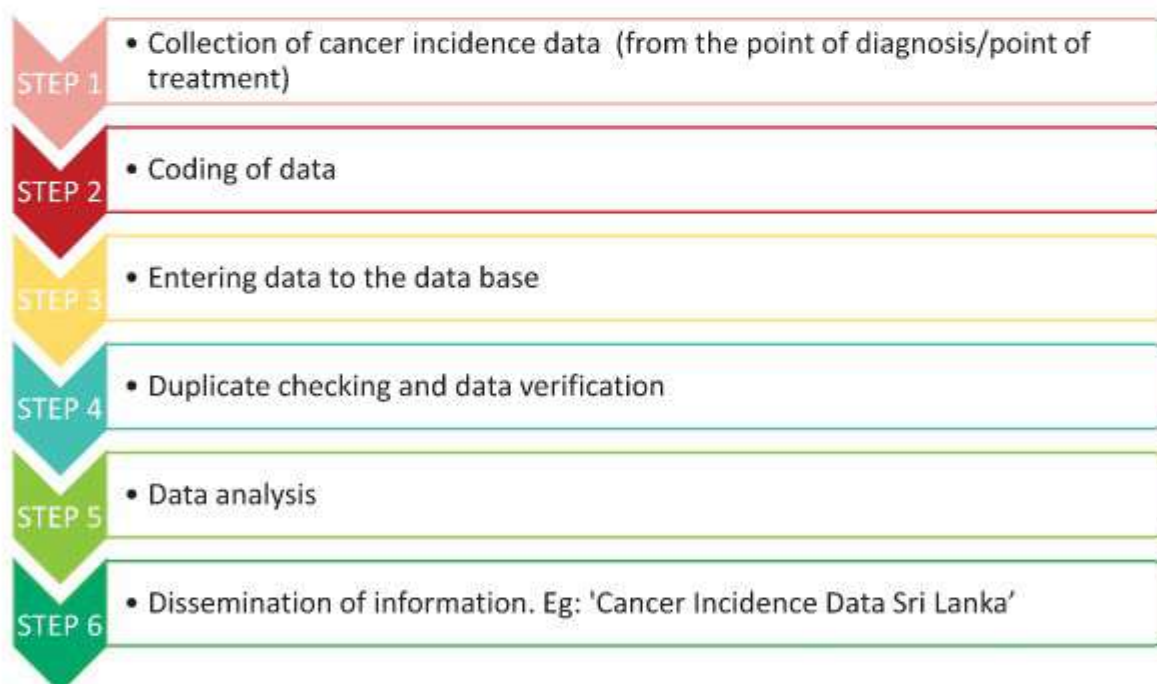 STEP 1
• Collection of cancer incidence data (from the point of diagnosis/point of
treatment)
STEP 2
• Coding of data
STEP 3
• Entering data to the data base
STEP 4
• Duplicate checking and data verification
STEP 5
• Data analysis
STEP 6
• Dissemination of information. Eg: 'Cancer Incidence Data Sri Lanka’